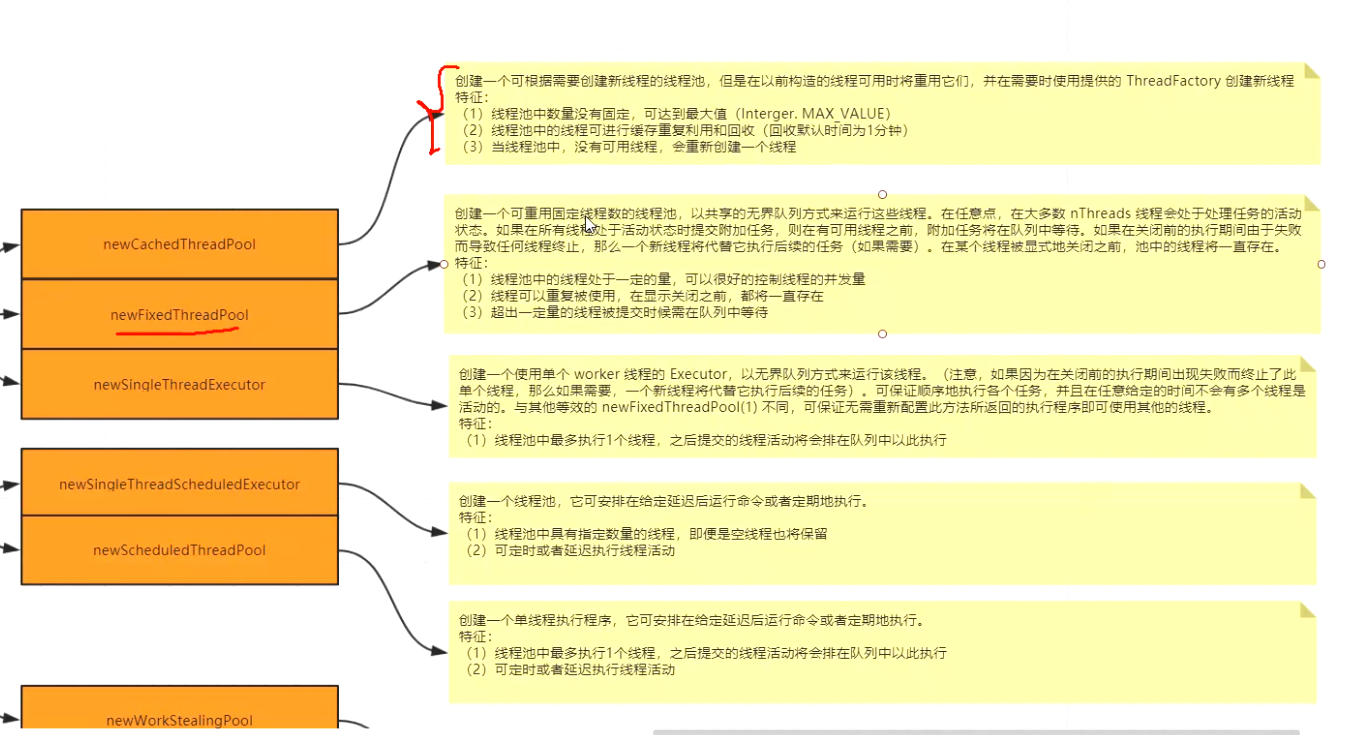 创建一个可根据需要创建新线程的线程池，但是在以前构造的线程可用时将重用它们，并在需要时使用提供的 ThreadFactory 创建新线程
特征：
（1）线程池中数量没有固定，可达到最大值（Interger. MAX_VALUE）
（2）线程池中的线程可进行缓存重复利用和回收（回收默认时间为1分钟）
（3）当线程池中，没有可用线程，会重新创建一个线程
newCachedThreadPool
创建一个可重用固定线程数的线程池，以共享的无界队列方式来运行这些线程。在任意点，在大多数 nThreads 线程会处于处理任务的活动
状态。如果在所有线程处于活动状态时提交附加任务，则在有可用线程之前，附加任务将在队列中等待。如果在关闭前的执行期间由于失败
而导致任何线程终止，那么一个新线程将代替它执行后续的任务（如果需要）。在某个线程被显式地关闭之前，池中的线程将一直存在。
特征：
（1）线程池中的线程处于一定的量，可以很好的控制线程的并发量
（2）线程可以重复被使用，在显示关闭之前，都将一直存在
（3）超出一定量的线程被提交时候需在队列中等待
newFixedThreadPool
newSingleThreadExecutor
创建一个使用单个 worker 线程的 Executor，以无界队列方式来运行该线程。（注意，如果因为在关闭前的执行期间出现失败而终止了此
单个线程，那么如果需要，一个新线程将代替它执行后续的任务）。可保证顺序地执行各个任务，并且在任意给定的时间不会有多个线程是
活动的。与其他等效的 newFixedThreadPool(1) 不同，可保证无需重新配置此方法所返回的执行程序即可使用其他的线程。
特征：
（1）线程池中最多执行1个线程，之后提交的线程活动将会排在队列中以此执行
newSingleThreadScheduledExecutor
创建一个线程池，它可安排在给定延迟后运行命令或者定期地执行。
特征：
（1）线程池中具有指定数量的线程，即便是空线程也将保留
（2）可定时或者延迟执行线程活动
newScheduledThreadPool
创建一个单线程执行程序，它可安排在给定延迟后运行命令或者定期地执行。
特征：
（1）线程池中最多执行1个线程，之后提交的线程活动将会排在队列中以此执行
（2）可定时或者延迟执行线程活动
newWorkStealingPool